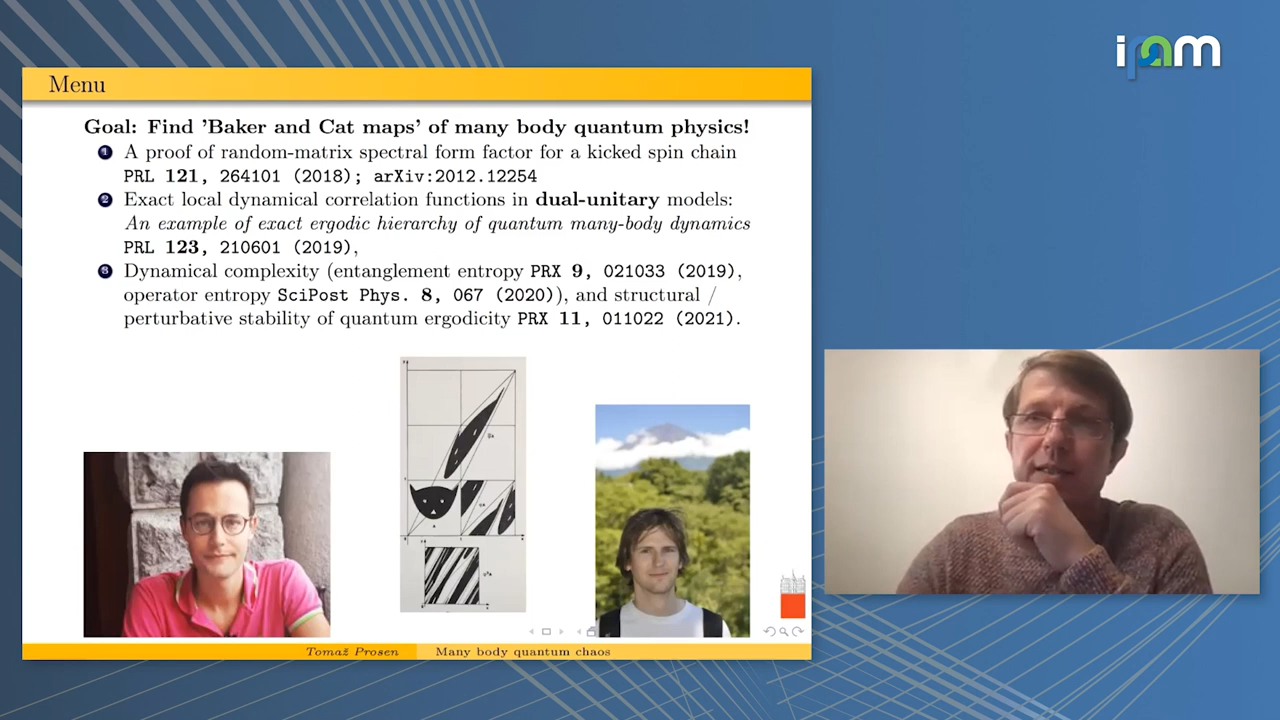 ipam
Menu
Goal: Find 'Baker and Cat maps' of many body quantum physics!
1 A proof of random-matrix spectral form factor for a kicked spin chain
PRL 121, 264101 (2018); arXiv:2012.12254
2 Exact local dynamical correlation functions in dual-unitary models:
An example of exact ergodic hierarchy of quantum many-body dynamics
PRL 123, 210601 (2019),
3 Dynamical complexity (entanglement entropy PRX 9, 021033 (2019),
operator entropy SciPost Phys. 8, 067 (2020)), and structural /
perturbative stability of quantum ergodicity PRX 11, 011022 (2021).
Tomaž Prosen Many body quantum chaos